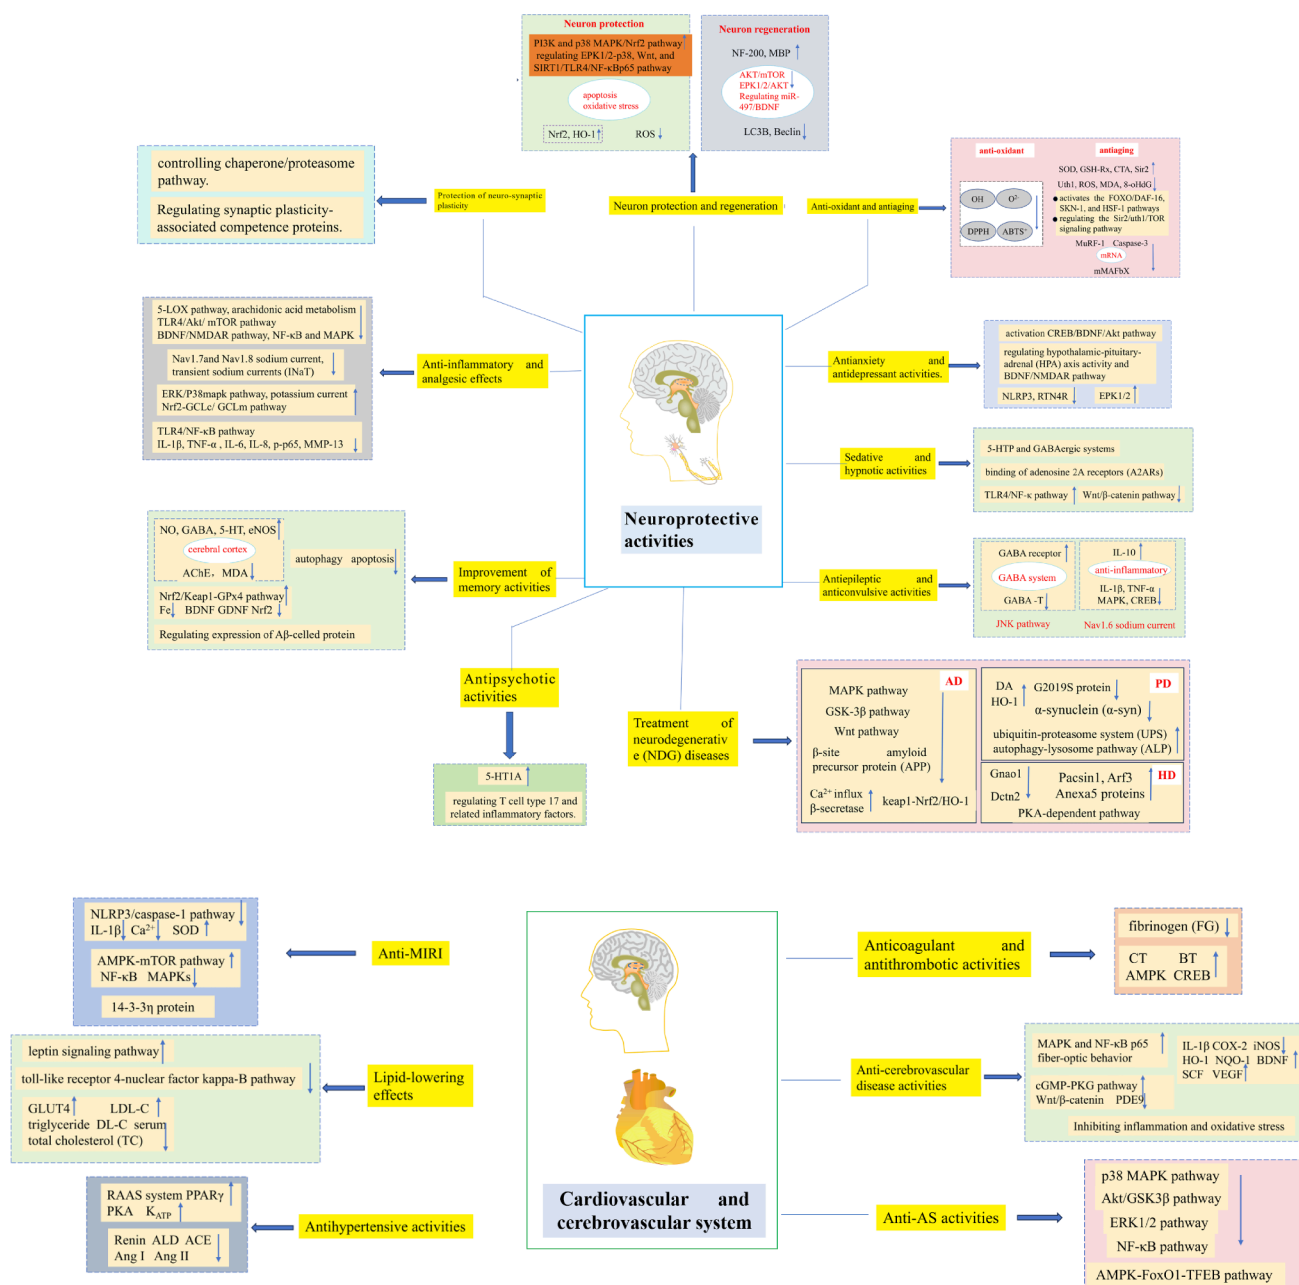 Neuron protection
PI3K and p38 MAPK/Nrf2 pathway
regulating EPK1/2-p38, Wnt, and
SIRT1/TLR4/NF-κBp65 pathway
apoptosis
oxidative stress
Nrf2, HO-1
ROS
Neuron regeneration
NF-200, MBP
AKT/mTOR
EPK1/2/AKT
Regulating miR-
497/BDNF
LC3B, Beclin
controlling chaperone/proteasome
pathway.
Regulating synaptic plasticity-
associated competence proteins.
Protection of neuro-synaptic
plasticity
Neuron protection and regeneration
Anti-oxidant and antiaging
anti-oxidant
OH
O²⁻
DPPH
ABTS⁺
antiaging
SOD, GSH-Rx, CTA, Sir2
Uth1, ROS, MDA, 8-oHdG
● activates the FOXO/DAF-16,
SKN-1, and HSF-1 pathways
● regulating the Sir2/uth1/TOR
signaling pathway
MuRF-1 Caspase-3
mRNA
mMAFbX
5-LOX pathway, arachidonic acid metabolism
TLR4/Akt/ mTOR pathway
BDNF/NMDAR pathway, NF-κB and MAPK
Nav1.7and Nav1.8 sodium current,
transient sodium currents (INaT)
ERK/P38mapk pathway, potassium current
Nrf2-GCLc/ GCLm pathway
TLR4/NF-κB pathway
IL-1β, TNF-α , IL-6, IL-8, p-p65, MMP-13
Anti-inflammatory and
analgesic effects
Antianxiety and
antidepressant activities.
activation CREB/BDNF/Akt pathway
regulating hypothalamic-pituitary-
adrenal (HPA) axis activity and
BDNF/NMDAR pathway
NLRP3, RTN4R
EPK1/2
Sedative and
hypnotic activities
5-HTP and GABAergic systems
binding of adenosine 2A receptors (A2ARs)
TLR4/NF-κ pathway
Wnt/β-catenin pathway
Neuroprotective
activities
NO, GABA, 5-HT, eNOS
cerebral cortex
AChE, MDA
autophagy apoptosis
Nrf2/Keap1-GPx4 pathway
Fe BDNF GDNF Nrf2
Regulating expression of Aβ-celled protein
Improvement of
memory activities
Antiepileptic and
anticonvulsive activities
GABA receptor
GABA system
GABA -T
JNK pathway
IL-10
anti-inflammatory
IL-1β, TNF-α
MAPK, CREB
Nav1.6 sodium current
Antipsychotic
activities
5-HT1A
regulating T cell type 17 and
related inflammatory factors.
Treatment of
neurodegenerativ
e (NDG) diseases
AD
MAPK pathway
GSK-3β pathway
Wnt pathway
β-site amyloid
precursor protein (APP)
Ca²⁺ influx
β-secretase
keap1-Nrf2/HO-1
PD
DA
HO-1
G2019S protein
α-synuclein (α-syn)
ubiquitin-proteasome system (UPS)
autophagy-lysosome pathway (ALP)
HD
Gnao1
Dctn2
Pacsin1, Arf3
Anexa5 proteins
PKA-dependent pathway
NLRP3/caspase-1 pathway
IL-1β Ca²⁺ SOD
AMPK-mTOR pathway
NF-κB MAPKs
14-3-3η protein
Anti-MIRI
Anticoagulant and
antithrombotic activities
fibrinogen (FG)
CT BT
AMPK CREB
leptin signaling pathway
toll-like receptor 4-nuclear factor kappa-B pathway
GLUT4 LDL-C
triglyceride DL-C serum
total cholesterol (TC)
Lipid-lowering
effects
Anti-cerebrovascular
disease activities
MAPK and NF-κB p65
fiber-optic behavior
cGMP-PKG pathway
Wnt/β-catenin PDE9
IL-1β COX-2 iNOS
HO-1 NQO-1 BDNF
SCF VEGF
Inhibiting inflammation and oxidative stress
Cardiovascular and
cerebrovascular system
RAAS system PPARγ
PKA K_ATP
Renin ALD ACE
Ang I Ang II
Antihypertensive activities
Anti-AS activities
p38 MAPK pathway
Akt/GSK3β pathway
ERK1/2 pathway
NF-κB pathway
AMPK-FoxO1-TFEB pathway